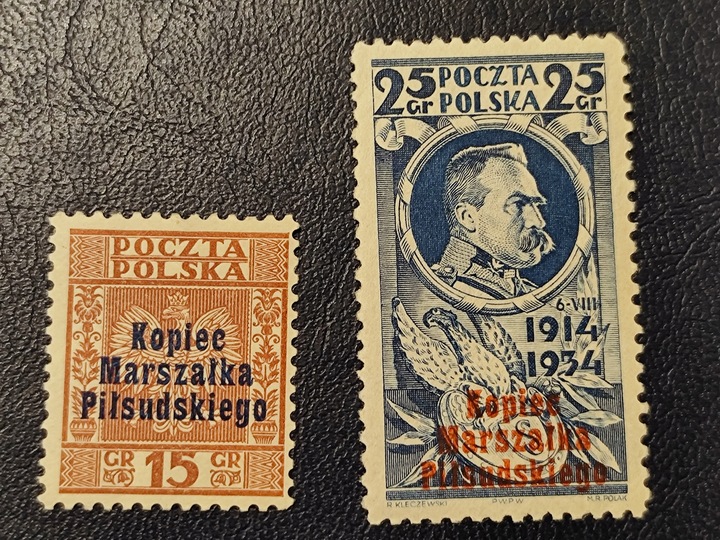 POCZTA
POLSKA
Kopiec
Marszałka
Piłsudskiego
GR 15 GR
25 POCZTA 25
GR POLSKA GR
6-VIII
1914
1934
Kopiec
Marszałka
Piłsudskiego
R.KLECZEWSKI P.W.P.W. M.R.POLAK